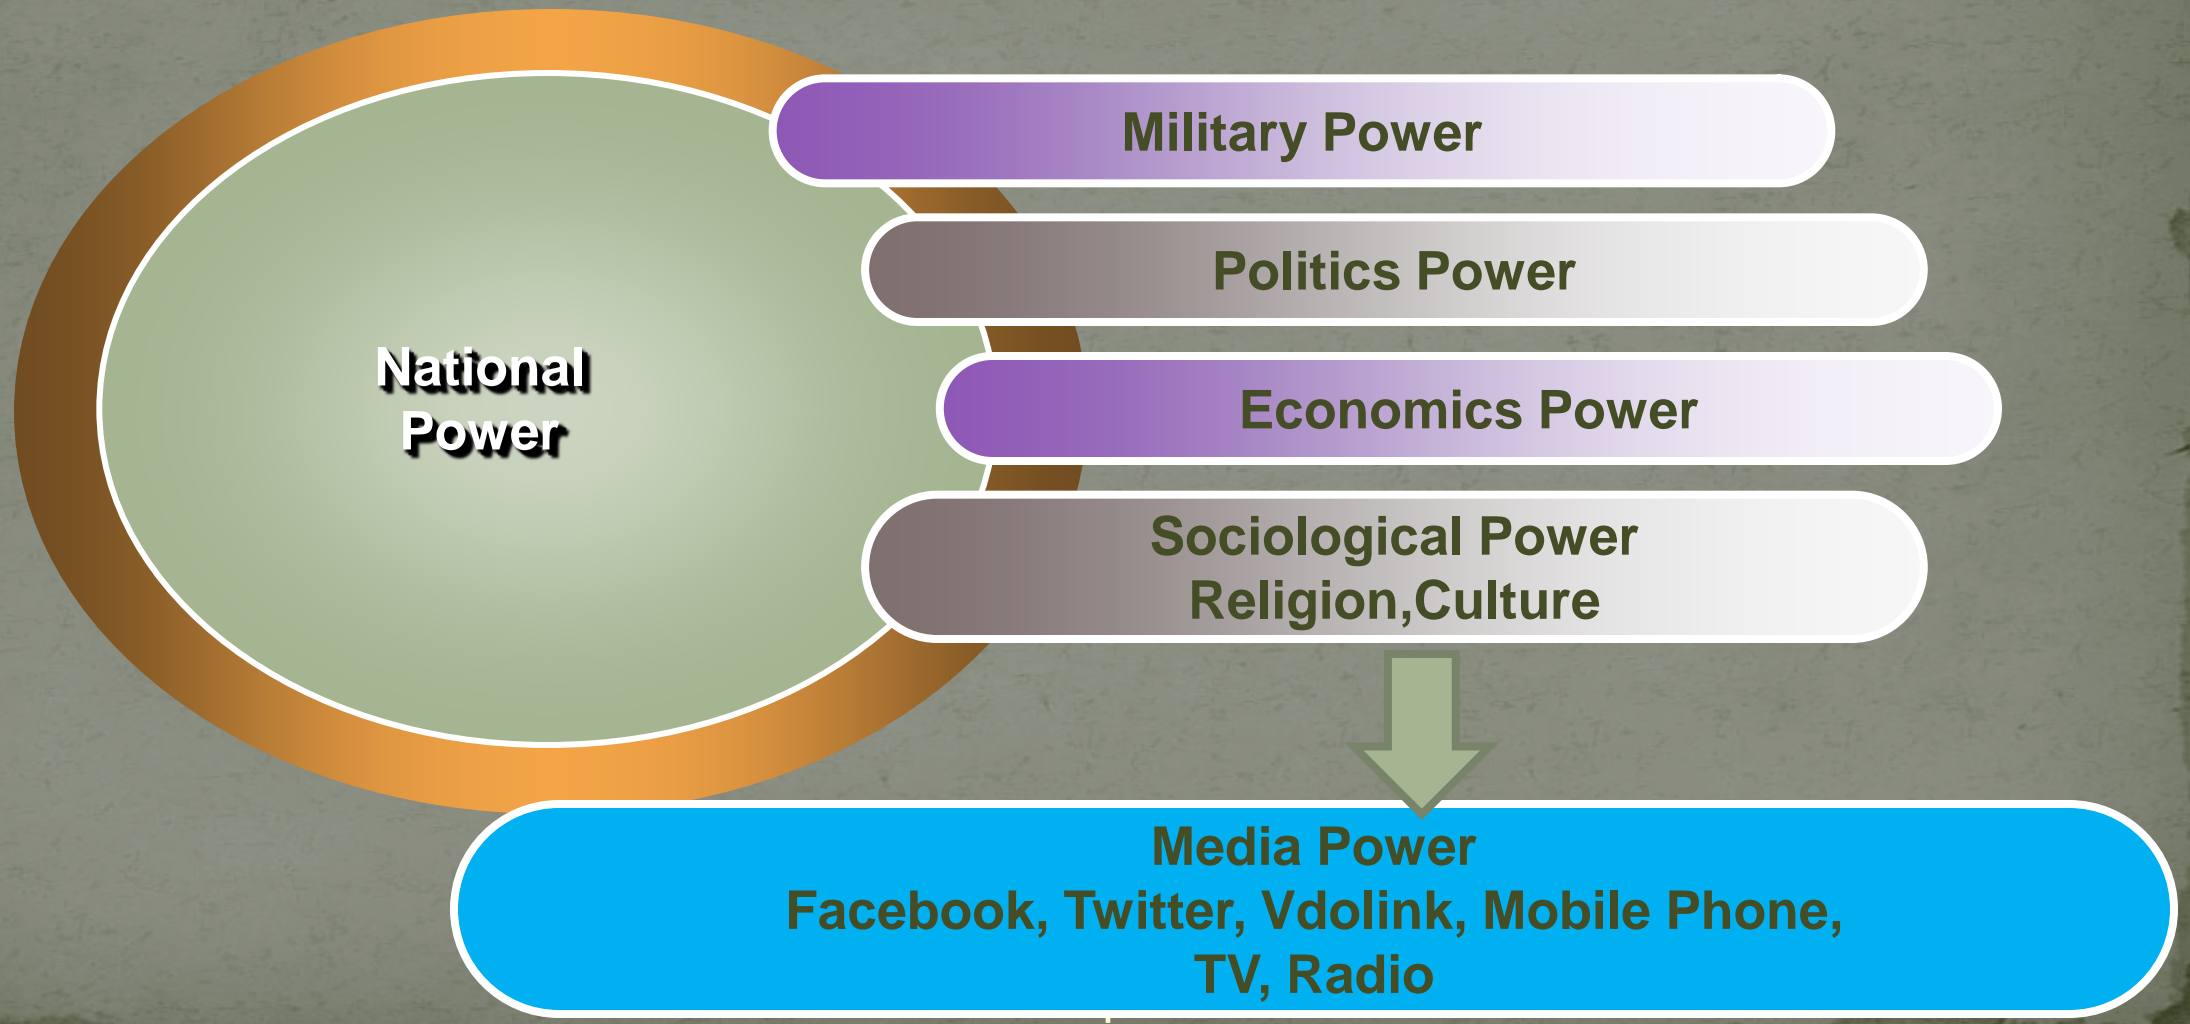 National
Power
Military Power
Politics Power
Economics Power
Sociological Power
Religion,Culture
Media Power
Facebook, Twitter, Vdolink, Mobile Phone,
TV, Radio